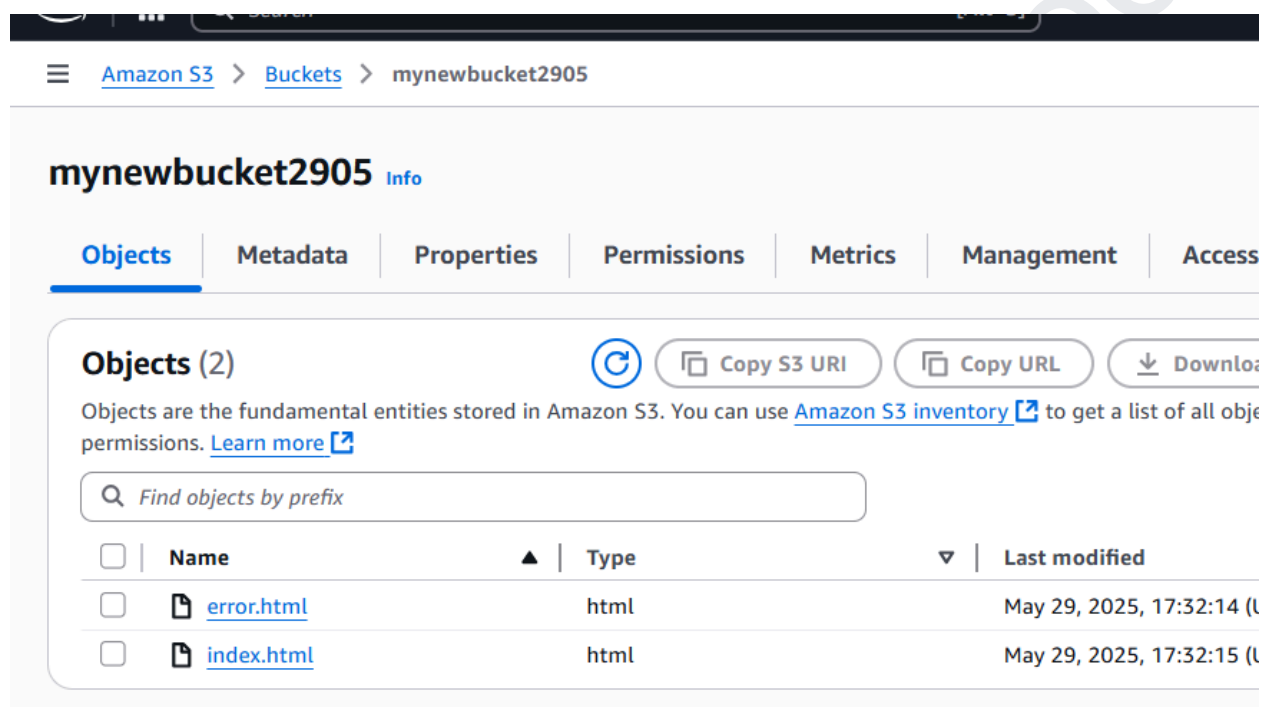 Amazon S3 > Buckets > mynewbucket2905
mynewbucket2905 Info
Objects Metadata Properties Permissions Metrics Management Access
Objects (2) Copy S3 URI Copy URL Downloa
Objects are the fundamental entities stored in Amazon S3. You can use Amazon S3 inventory to get a list of all obje
permissions. Learn more
Find objects by prefix
Name Type Last modified
error.html html May 29, 2025, 17:32:14 (U
index.html html May 29, 2025, 17:32:15 (U